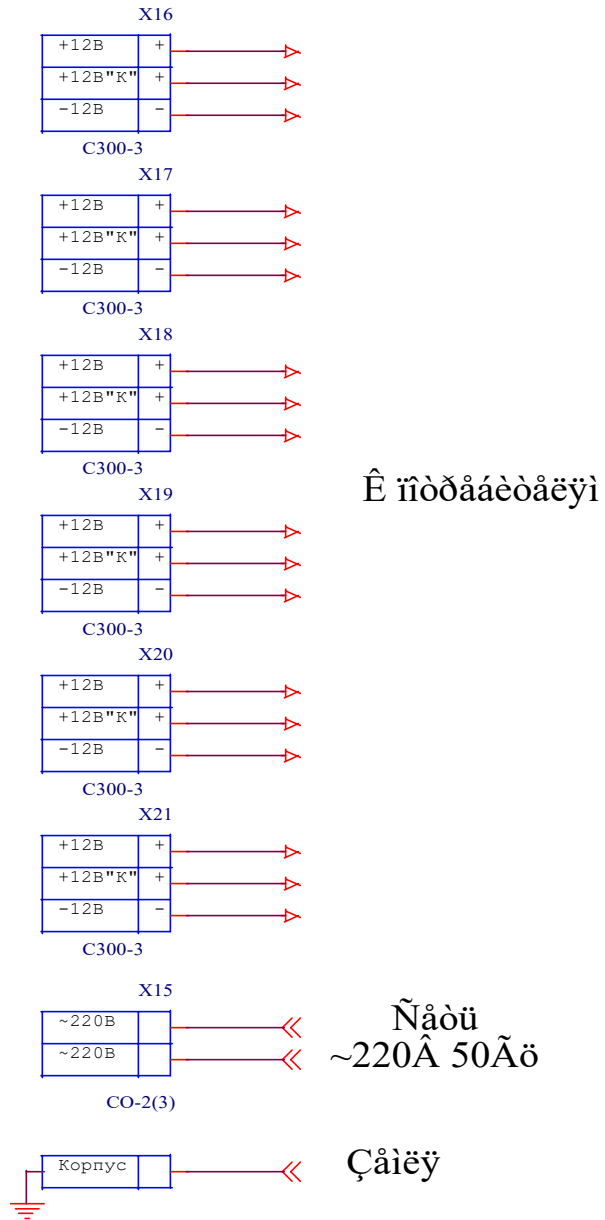 X16
+12В +
+12В"К" +
-12В -
С300-3
X17
+12В +
+12В"К" +
-12В -
С300-3
X18
+12В +
+12В"К" +
-12В -
С300-3
Ê ïîòðåáèòåëÿì
X19
+12В +
+12В"К" +
-12В -
С300-3
X20
+12В +
+12В"К" +
-12В -
С300-3
X21
+12В +
+12В"К" +
-12В -
С300-3
X15
~220В
~220В
Ñåòü
~220Â 50Ãö
СО-2(3)
Корпус
Çåìëÿ